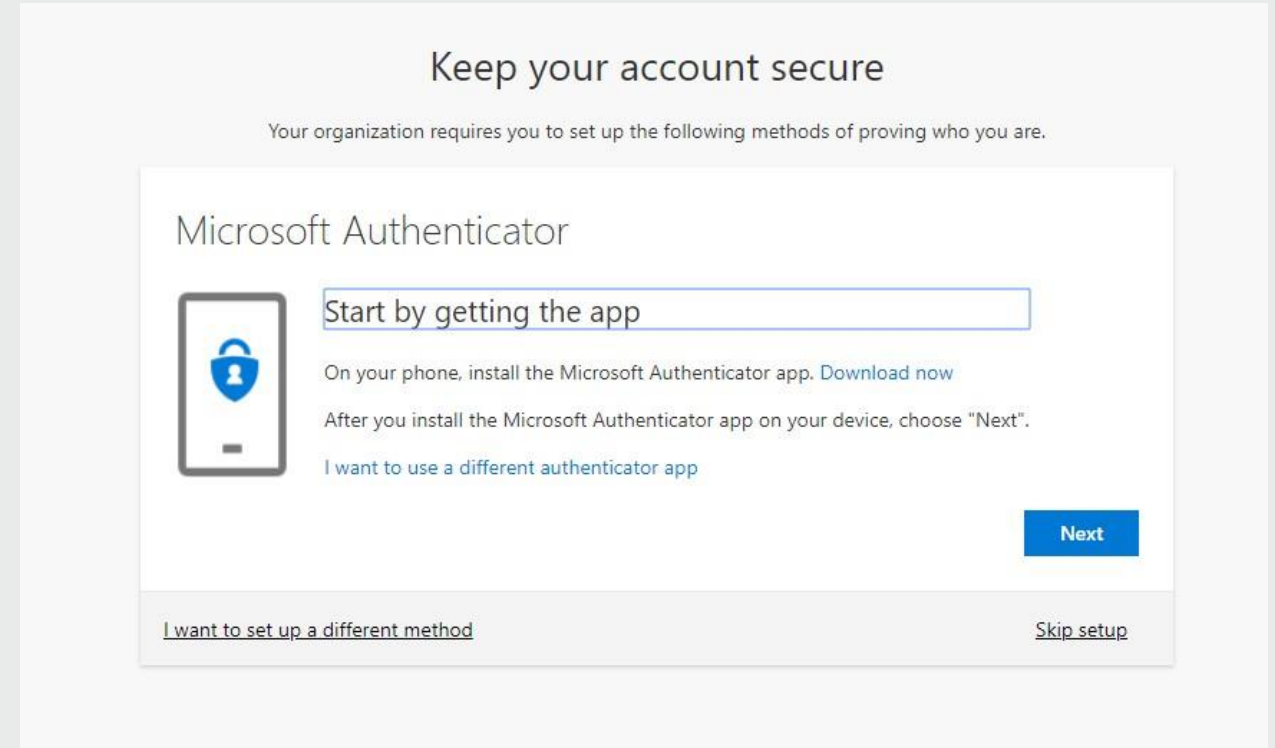 Keep your account secure
Your organization requires you to set up the following methods of proving who you are.
Microsoft Authenticator
Start by getting the app
On your phone, install the Microsoft Authenticator app. Download now
After you install the Microsoft Authenticator app on your device, choose "Next".
I want to use a different authenticator app
Next
I want to set up a different method
Skip setup